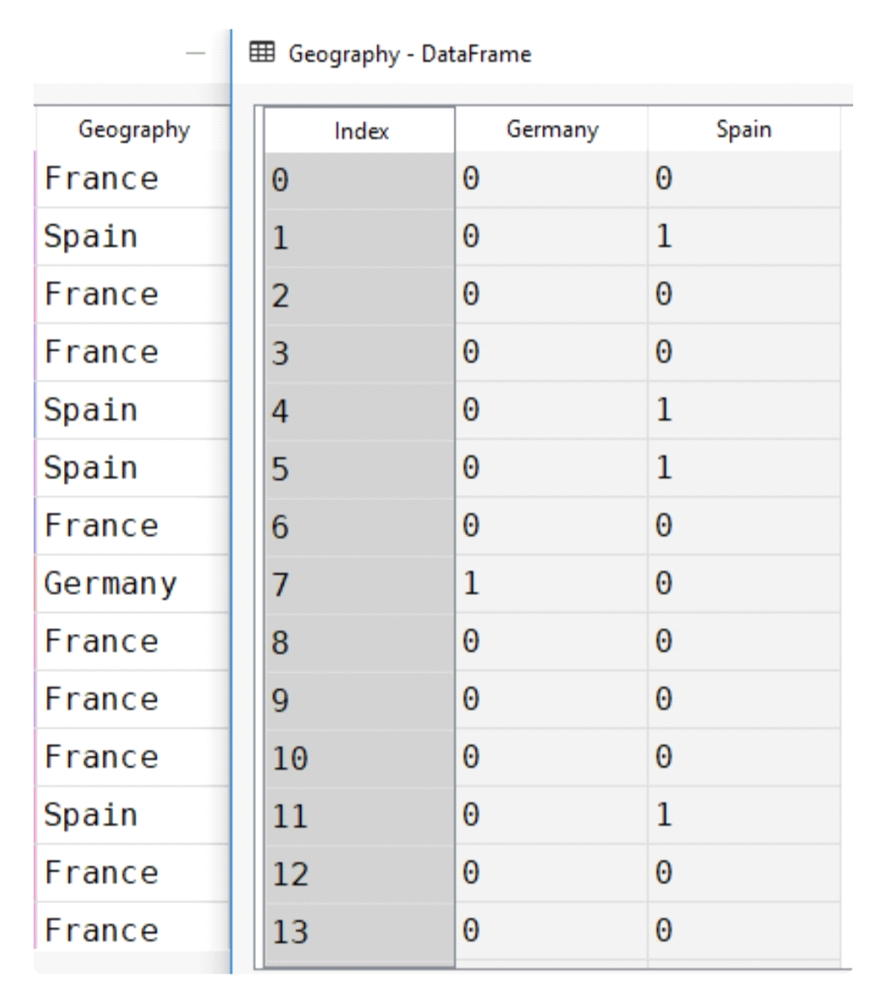 Geography - DataFrame
Geography Index Germany Spain
France 0 0 0
Spain 1 0 1
France 2 0 0
France 3 0 0
Spain 4 0 1
Spain 5 0 1
France 6 0 0
Germany 7 1 0
France 8 0 0
France 9 0 0
France 10 0 0
Spain 11 0 1
France 12 0 0
France 13 0 0